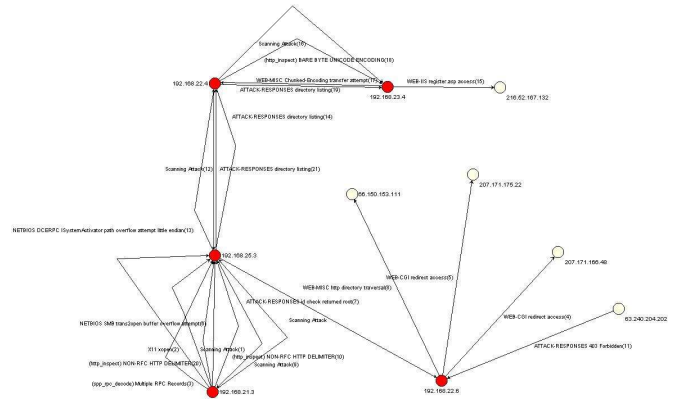 Scanning Attack(16)
(http_inspect) BARE BYTE UNICODE ENCODING(18)
192.168.22.4
WEB-MISC Chunked-Encoding transfer attempt(17)
WEB-IIS register.asp access(15)
ATTACK-RESPONSES directory listing(19)
192.168.23.4
216.52.167.132
ATTACK-RESPONSES directory listing(14)
Scanning Attack(12)
ATTACK-RESPONSES directory listing(21)
207.171.175.22
66.150.153.111
NETBIOS DCERPC ISystemActivator path overflow attempt little endian(13)
192.168.25.3
207.171.166.48
WEB-CGI redirect access(5)
WEB-MISC http directory traversal(8)
ATTACK-RESPONSES id check returned root(7)
WEB-CGI redirect access(4)
63.240.204.202
Scanning Attack
NETBIOS SMB trans2open buffer overflow attempt(6)
ATTACK-RESPONSES 403 Forbidden(11)
X11 xopen(2)
Scanning Attack(1)
(http_inspect) NON-RFC HTTP DELIMITER(10)
(http_inspect) NON-RFC HTTP DELIMITER(20)
Scanning Attack(9)
(spp_rpc_decode) Multiple RPC Records(3)
192.168.21.3
192.168.22.6